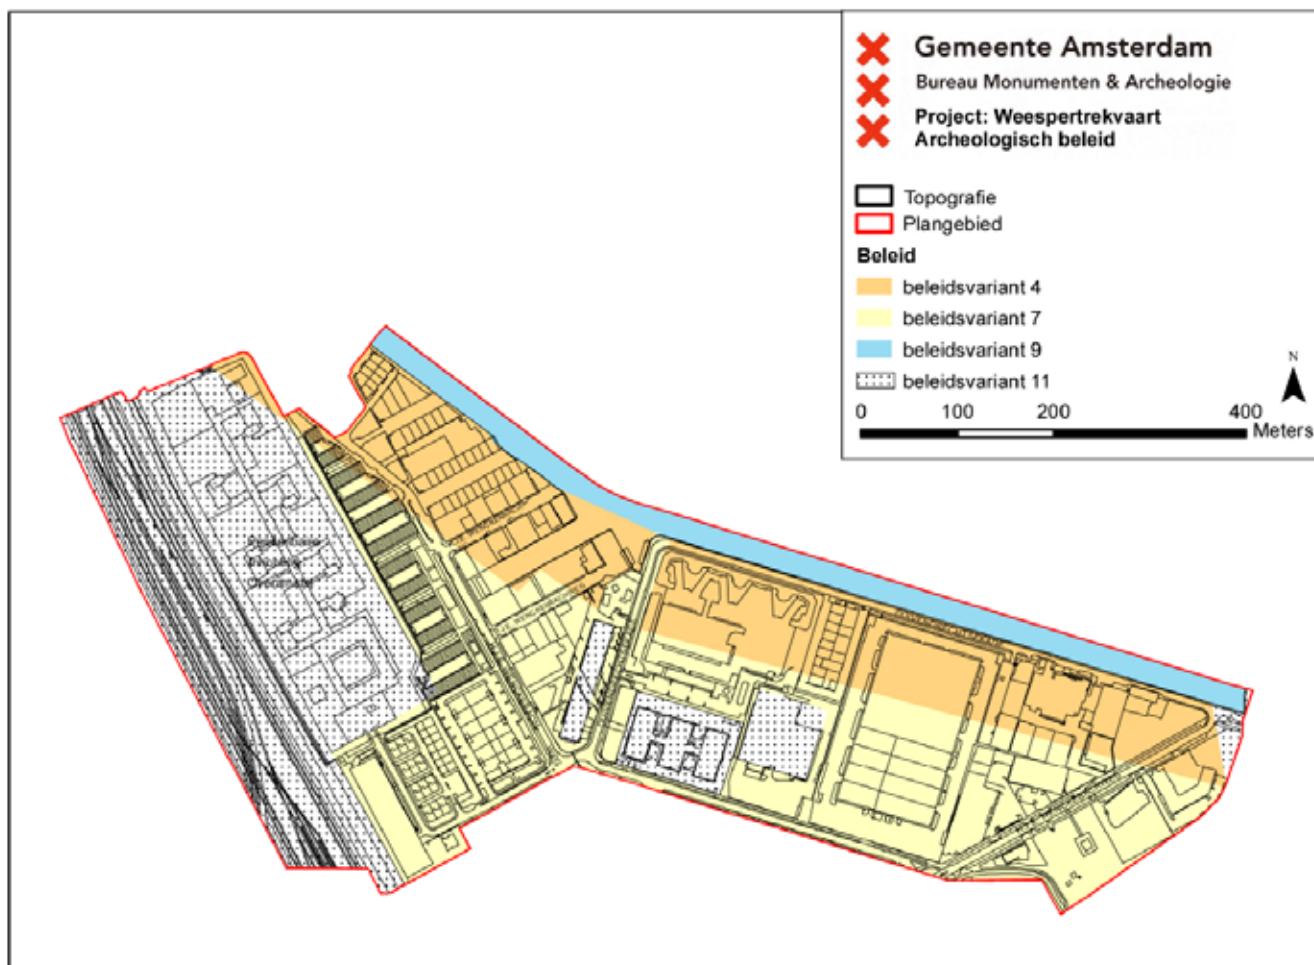 Gemeente Amsterdam
Bureau Monumenten & Archeologie
Project: Weespertrekvaart
Archeologisch beleid
Topografie
Plangebied
Beleid
beleidsvariant 4
beleidsvariant 7
beleidsvariant 9
beleidsvariant 11
N
0 100 200 400
Meters